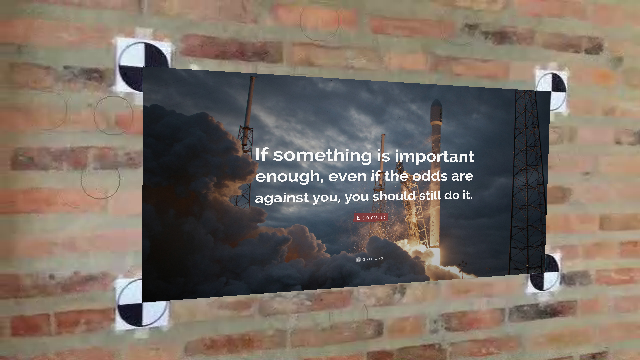 If something is important
enough, even if the odds are
against you, you should still do it.